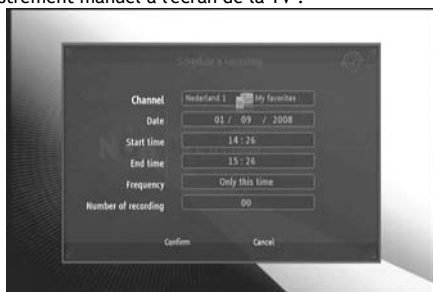 strement manuel à l'écran de la TV :
Schedule a recording
Channel Nederland 1 My favorites
Date 01 / 09 / 2008
Start time 14 : 26
End time 15 : 26
Frequency Only this time
Number of recording 00
Confirm Cancel